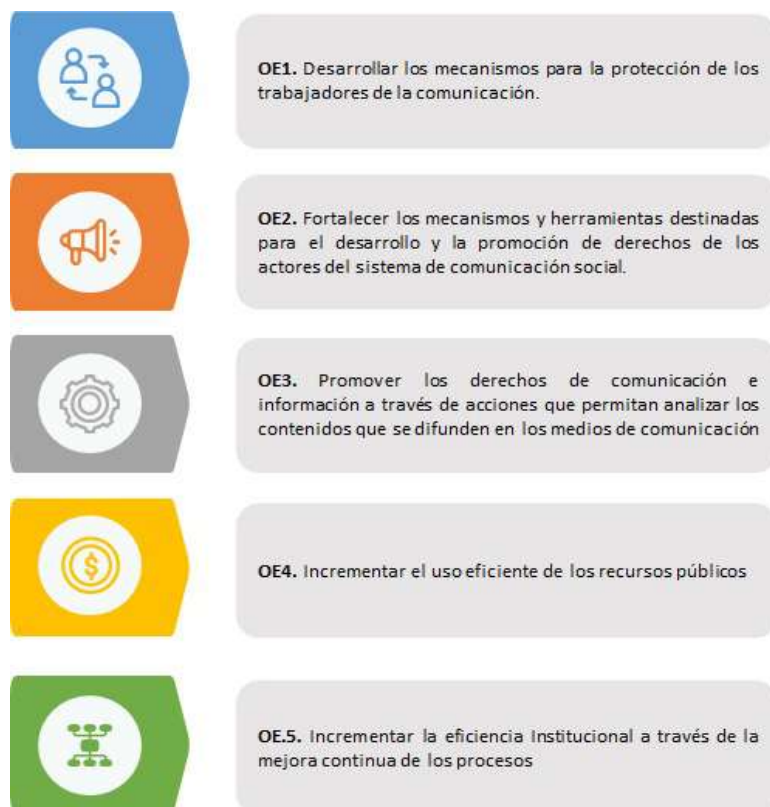 OE1. Desarrollar los mecanismos para la protección de los
trabajadores de la comunicación.
OE2. Fortalecer los mecanismos y herramientas destinadas
para el desarrollo y la promoción de derechos de los
actores del sistema de comunicación social.
OE3. Promover los derechos de comunicación e
información a través de acciones que permitan analizar los
contenidos que se difunden en los medios de comunicación
$
OE4. Incrementar el uso eficiente de los recursos públicos
OE.5. Incrementar la eficiencia Institucional a través de la
mejora continua de los procesos